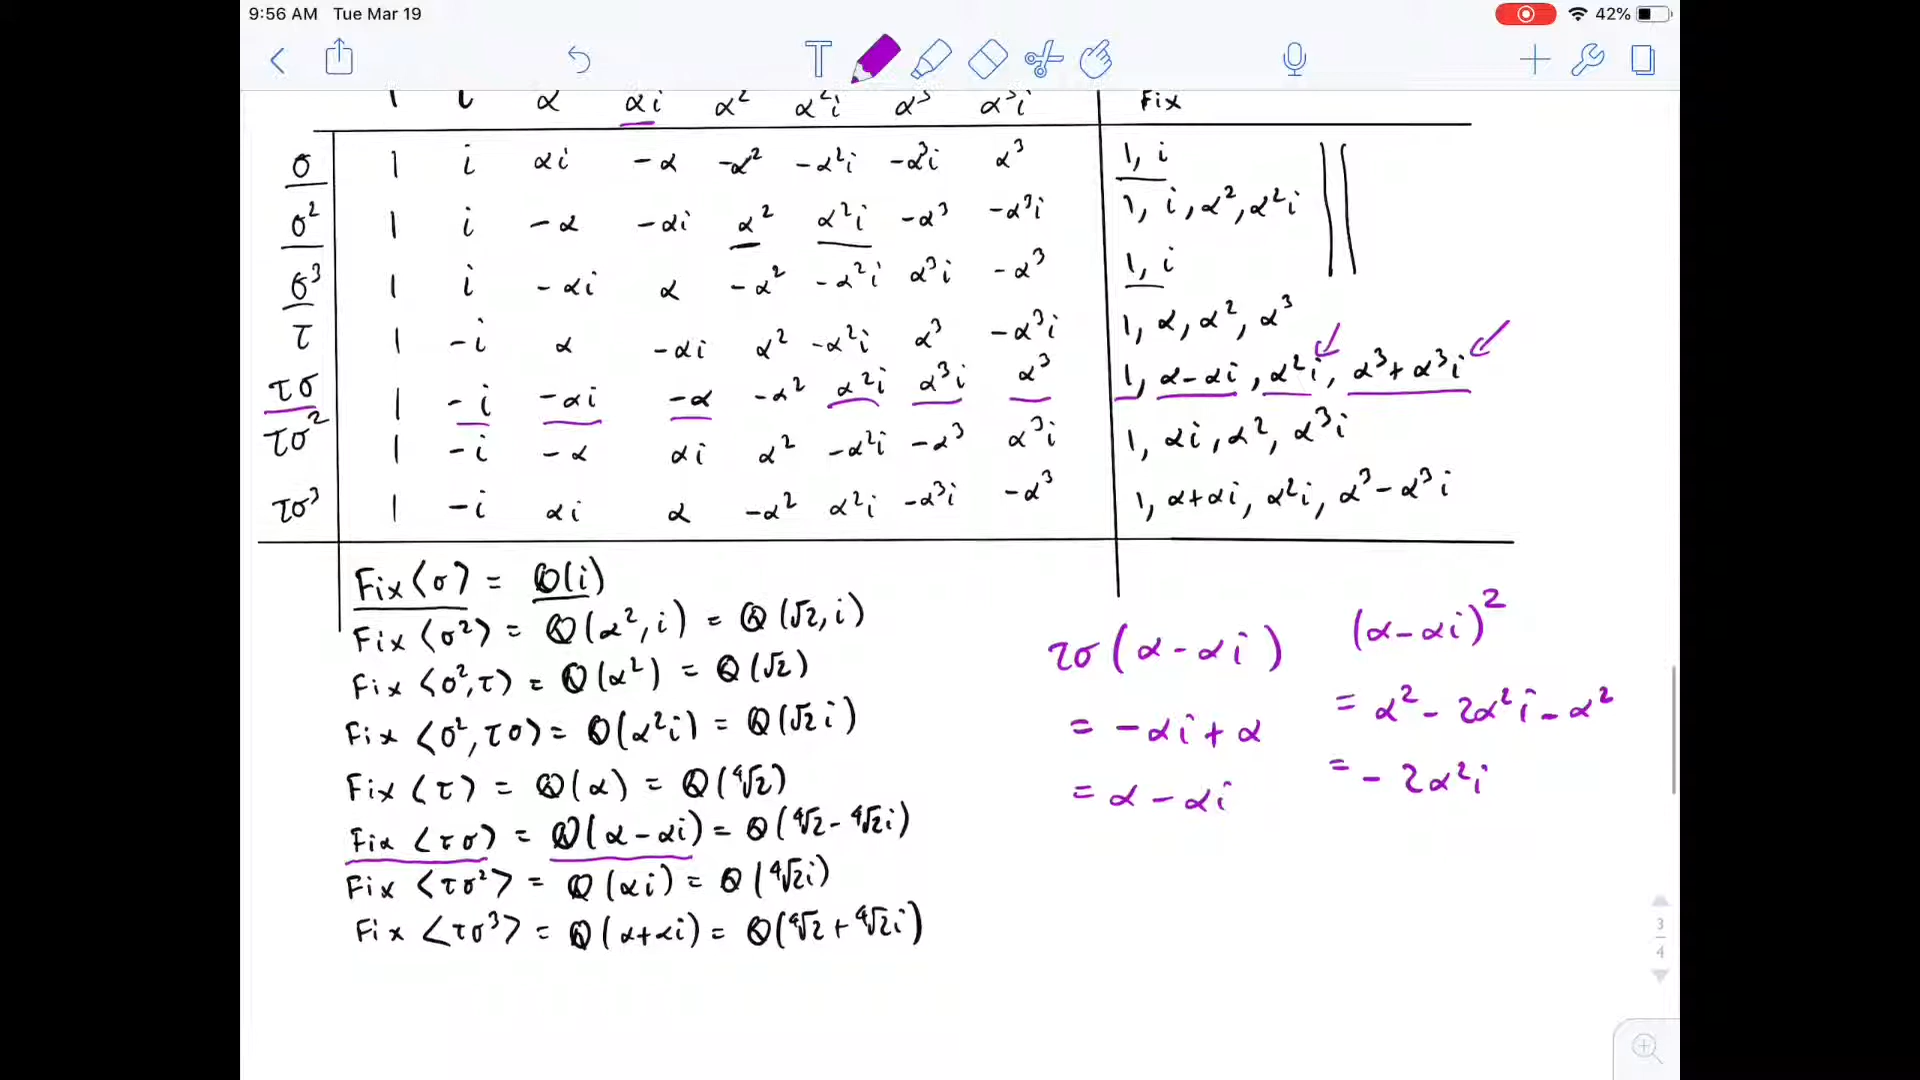 9:56 AM Tue Mar 19 42%
T
1 i α αi α² α²i α³ α³i Fix
σ 1 i αi -α -α² -α²i -α³i α³ 1, i
σ² 1 i -α -αi α² α²i -α³ -α³i 1, i, α², α²i
σ³ 1 i -αi α -α² -α²i α³i -α³ 1, i
τ 1 -i α -αi α² -α²i α³ -α³i 1, α, α², α³
τσ 1 -i -αi -α -α² α²i α³i α³ 1, α-αi, α²i, α³+α³i
τσ² 1 -i -α αi α² -α²i -α³ α³i 1, αi, α², α³i
τσ³ 1 -i αi α -α² α²i -α³i -α³ 1, α+αi, α²i, α³-α³i
Fix⟨σ⟩ = Q(i)
Fix⟨σ²⟩ = Q(α², i) = Q(√2, i)
Fix⟨σ², τ⟩ = Q(α²) = Q(√2)
Fix⟨σ², τσ⟩ = Q(α²i) = Q(√2i)
Fix⟨τ⟩ = Q(α) = Q(⁴√2)
Fix⟨τσ⟩ = Q(α-αi) = Q(⁴√2-⁴√2i)
Fix⟨τσ²⟩ = Q(αi) = Q(⁴√2i)
Fix⟨τσ³⟩ = Q(α+αi) = Q(⁴√2+⁴√2i)
τσ(α-αi)
= -αi+α
= α-αi
(α-αi)²
= α²-2α²i-α²
= -2α²i
3
4